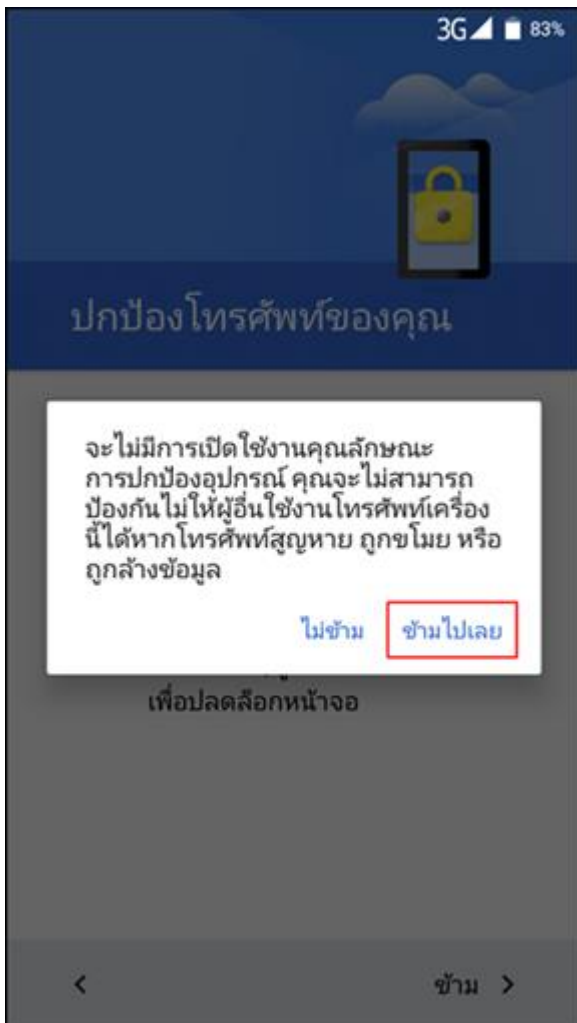 3G 83%
ปกป้องโทรศัพท์ของคุณ
จะไม่มีการเปิดใช้งานคุณลักษณะ
การปกป้องอุปกรณ์ คุณจะไม่สามารถ
ป้องกันไม่ให้ผู้อื่นใช้งานโทรศัพท์เครื่อง
นี้ได้หากโทรศัพท์สูญหาย ถูกขโมย หรือ
ถูกล้างข้อมูล
ไม่ข้าม ข้ามไปเลย
เพื่อปลดล็อกหน้าจอ
ข้าม